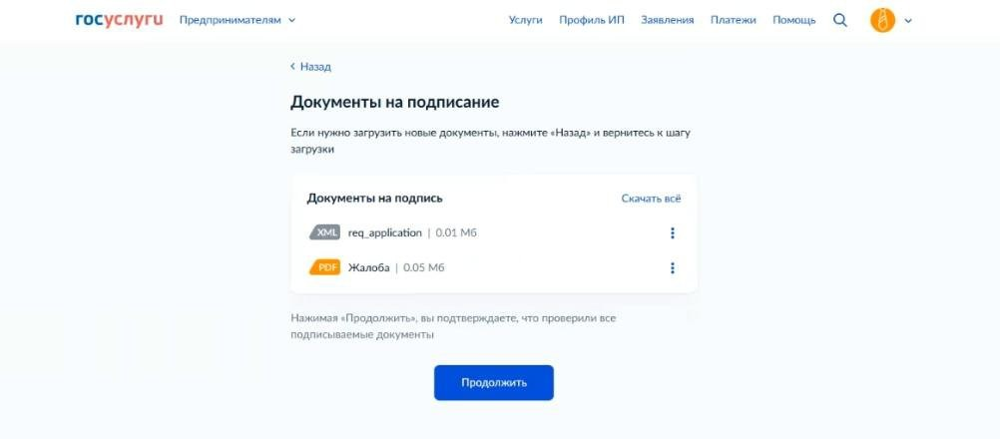 госуслуги Предпринимателям Услуги Профиль ИП Заявления Платежи Помощь
Назад
Документы на подписание
Если нужно загрузить новые документы, нажмите «Назад» и вернитесь к шагу
загрузки
Документы на подпись Скачать всё
XML req_application | 0.01 Мб
PDF Жалоба | 0.05 Мб
Нажимая «Продолжить», вы подтверждаете, что проверили все
подписываемые документы
Продолжить